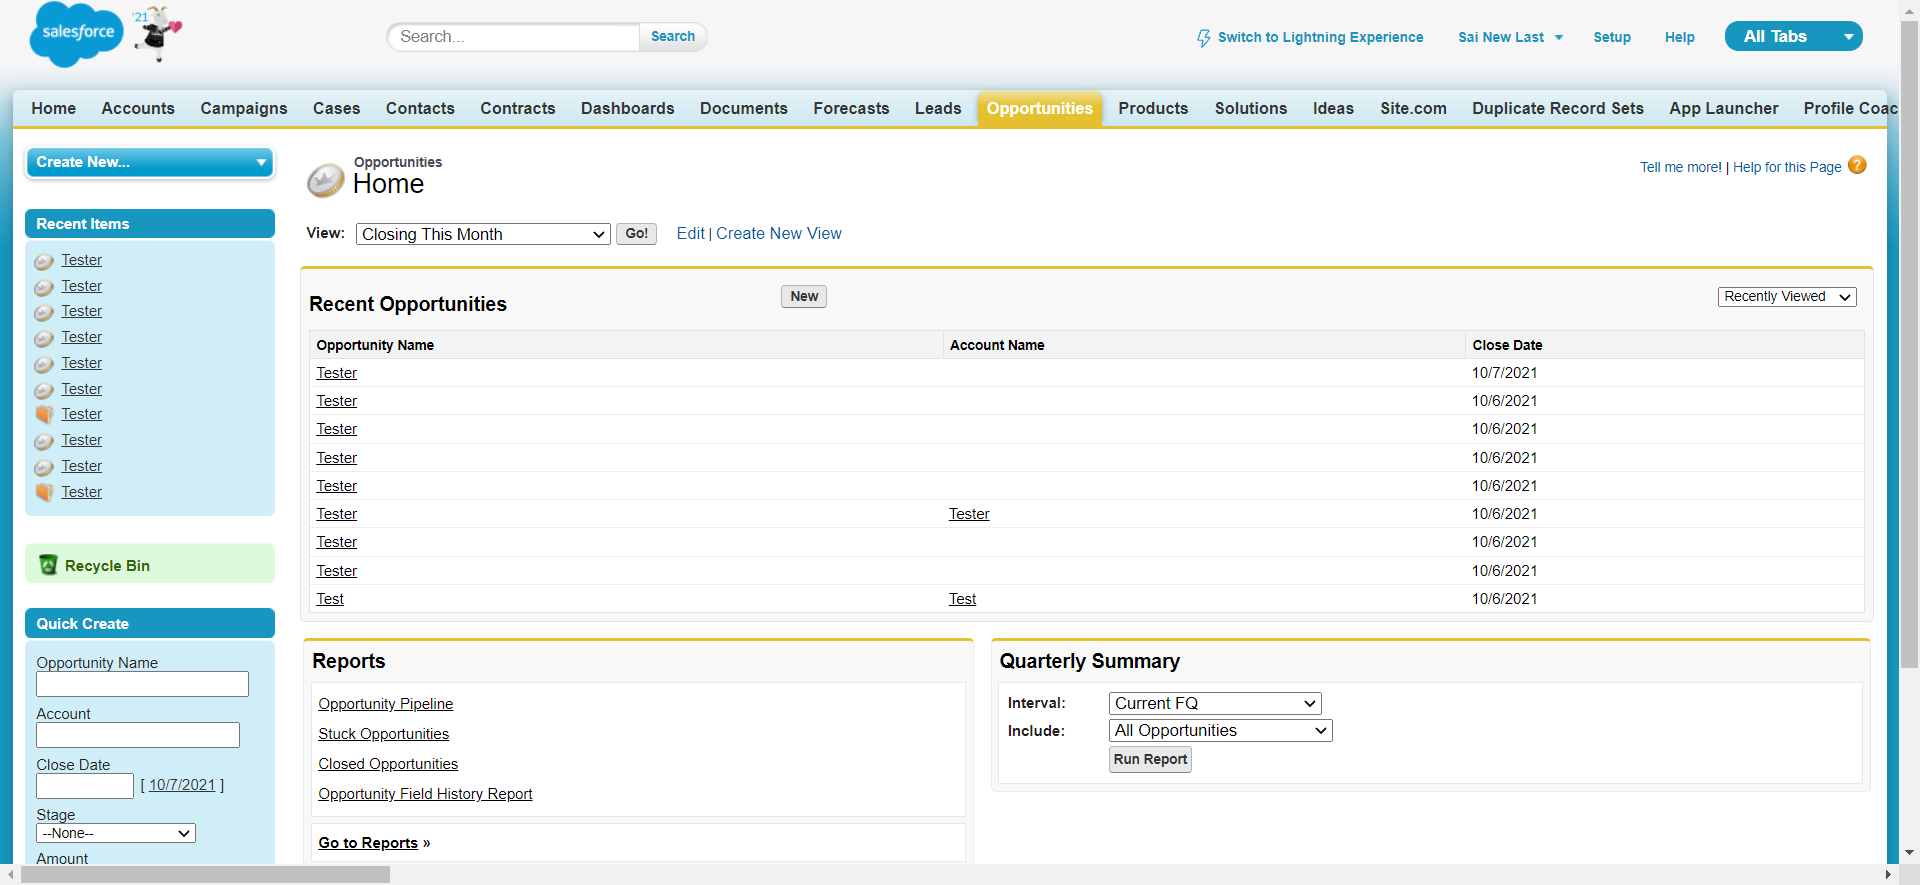 salesforce
'21
Search...
Search
Switch to Lightning Experience
Sai New Last
Setup
Help
All Tabs
Home Accounts Campaigns Cases Contacts Contracts Dashboards Documents Forecasts Leads Opportunities Products Solutions Ideas Site.com Duplicate Record Sets App Launcher Profile Coac
Create New...
Recent Items
Tester
Tester
Tester
Tester
Tester
Tester
Tester
Tester
Tester
Tester
Recycle Bin
Quick Create
Opportunity Name
Account
Close Date
[ 10/7/2021 ]
Stage
--None--
Amount
Opportunities
Home
Tell me more! | Help for this Page ?
View: Closing This Month Go! Edit | Create New View
Recent Opportunities New Recently Viewed
Opportunity Name Account Name Close Date
Tester 10/7/2021
Tester 10/6/2021
Tester 10/6/2021
Tester 10/6/2021
Tester 10/6/2021
Tester Tester 10/6/2021
Tester 10/6/2021
Tester 10/6/2021
Test Test 10/6/2021
Reports
Opportunity Pipeline
Stuck Opportunities
Closed Opportunities
Opportunity Field History Report
Go to Reports »
Quarterly Summary
Interval: Current FQ
Include: All Opportunities
Run Report